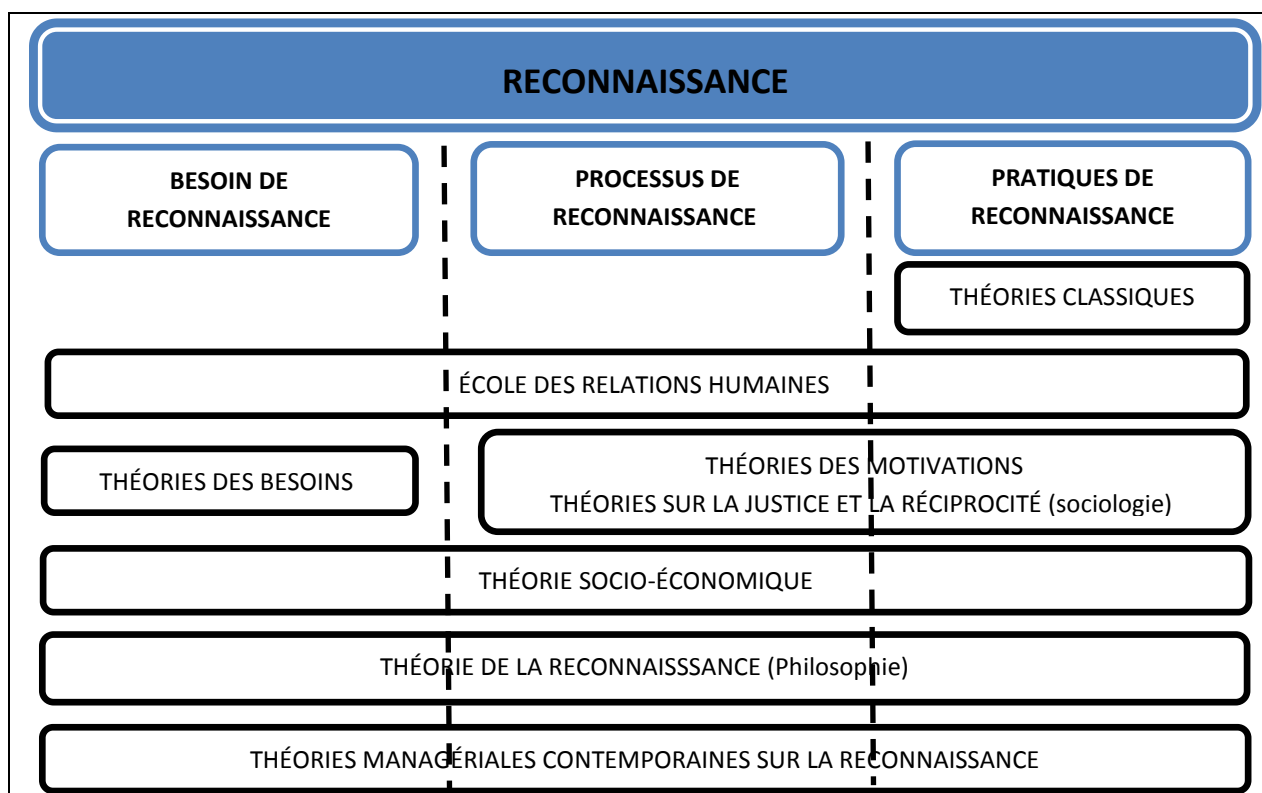 RECONNAISSANCE
BESOIN DE
RECONNAISSANCE
PROCESSUS DE
RECONNAISSANCE
PRATIQUES DE
RECONNAISSANCE
THÉORIES CLASSIQUES
ÉCOLE DES RELATIONS HUMAINES
THÉORIES DES BESOINS
THÉORIES DES MOTIVATIONS
THÉORIES SUR LA JUSTICE ET LA RÉCIPROCITÉ (sociologie)
THÉORIE SOCIO-ÉCONOMIQUE
THÉORIE DE LA RECONNAISSSANCE (Philosophie)
THÉORIES MANAGÉRIALES CONTEMPORAINES SUR LA RECONNAISSANCE